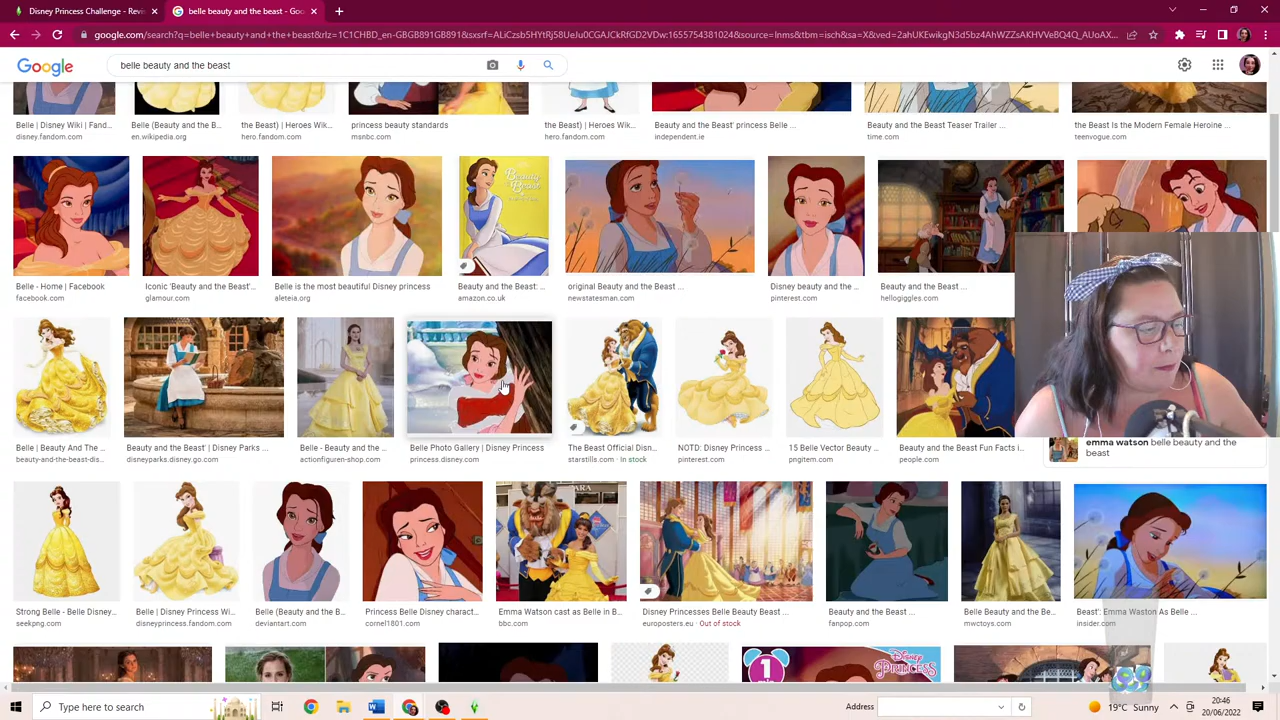 Disney Princess Challenge - Revi
belle beauty and the beast - Goo
google.com/search?q=belle+beauty+and+the+beast&rlz=1C1CHBD_en-GBGB891GB891&sxsrf=
Google
belle beauty and the beast
Belle | Disney Wiki | Fand...
disney.fandom.com
Belle (Beauty and the B...
en.wikipedia.org
the Beast) | Heroes Wik...
hero.fandom.com
princess beauty standards
msnbc.com
the Beast) | Heroes Wik...
hero.fandom.com
Beauty and the Beast' princess Belle ...
independent.ie
Beauty and the Beast Teaser Trailer ...
time.com
the Beast Is the Modern Female Heroine ...
teenvogue.com
Belle - Home | Facebook
facebook.com
Iconic 'Beauty and the Beast'...
glamour.com
Belle is the most beautiful Disney princess
aleteia.org
Beauty and the Beast: ...
amazon.co.uk
original Beauty and the Beast ...
newstatesman.com
Disney beauty and the ...
pinterest.com
Beauty and the Beast ...
hellogiggles.com
Belle | Beauty And The ...
beauty-and-the-beast-dis...
Beauty and the Beast' | Disney Parks ...
disneyparks.disney.go.com
Belle - Beauty and the ...
actionfiguren-shop.com
Belle Photo Gallery | Disney Princess
princess.disney.com
The Beast Official Disn...
starstills.com · In stock
NOTD: Disney Princess ...
pinterest.com
15 Belle Vector Beauty ...
pngitem.com
Beauty and the Beast Fun Facts I...
people.com
emma watson belle beauty and the
beast
Strong Belle - Belle Disney...
seekpng.com
Belle | Disney Princess Wi...
disneyprincess.fandom.com
Belle (Beauty and the B...
deviantart.com
Princess Belle Disney charact...
cornel1801.com
Emma Watson cast as Belle in B...
bbc.com
Disney Princesses Belle Beauty Beast ...
europosters.eu · Out of stock
Beauty and the Beast ...
fanpop.com
Belle Beauty and the Be...
mwctoys.com
Beast': Emma Watson As Belle ...
insider.com
1
DISNEY
PRINCESS
Type here to search
Address
19°C Sunny
20:46
20/06/2022